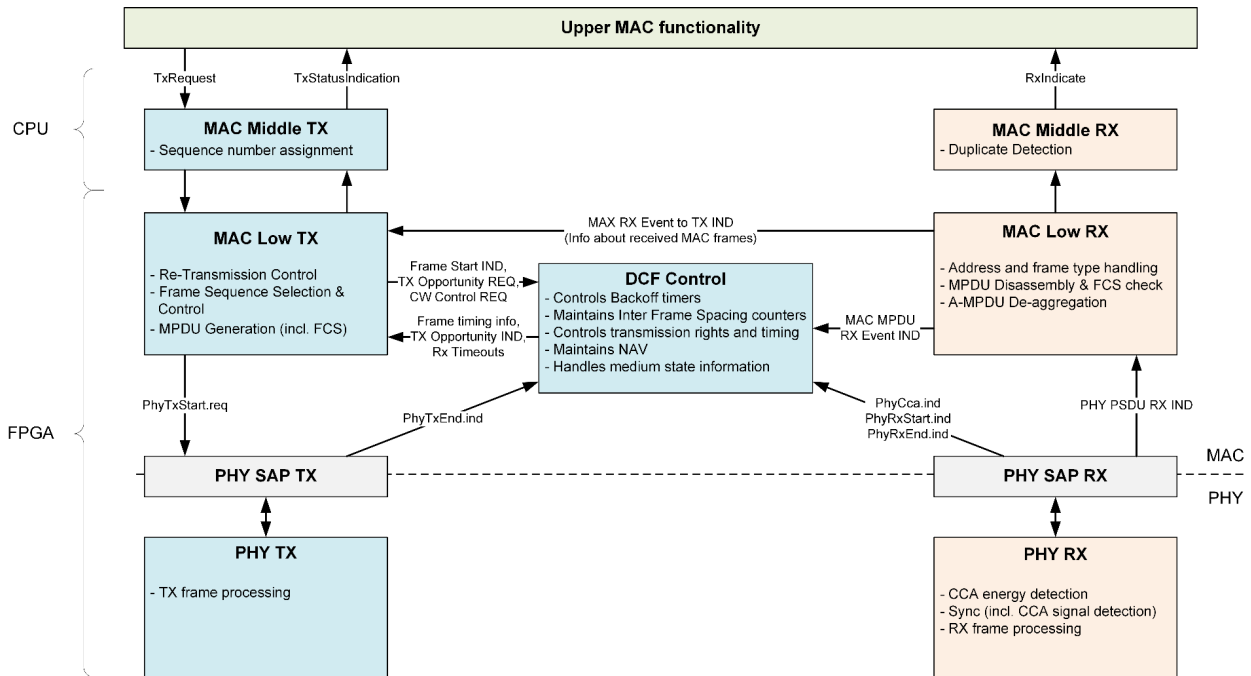 Upper MAC functionality
TxRequest
TxStatusIndication
RxIndicate
CPU
MAC Middle TX
- Sequence number assignment
MAC Middle RX
- Duplicate Detection
MAC Low TX
- Re-Transmission Control
- Frame Sequence Selection &
Control
- MPDU Generation (incl. FCS)
MAX RX Event to TX IND
(Info about received MAC frames)
Frame Start IND,
TX Opportunity REQ,
CW Control REQ
Frame timing info,
TX Opportunity IND,
Rx Timeouts
DCF Control
- Controls Backoff timers
- Maintains Inter Frame Spacing counters
- Controls transmission rights and timing
- Maintains NAV
- Handles medium state information
MAC MPDU
RX Event IND
MAC Low RX
- Address and frame type handling
- MPDU Disassembly & FCS check
- A-MPDU De-aggregation
FPGA
PhyTxStart.req
PhyTxEnd.ind
PhyCca.ind
PhyRxStart.ind
PhyRxEnd.ind
PHY PSDU RX IND
PHY SAP TX
PHY SAP RX
MAC
PHY
PHY TX
- TX frame processing
PHY RX
- CCA energy detection
- Sync (incl. CCA signal detection)
- RX frame processing